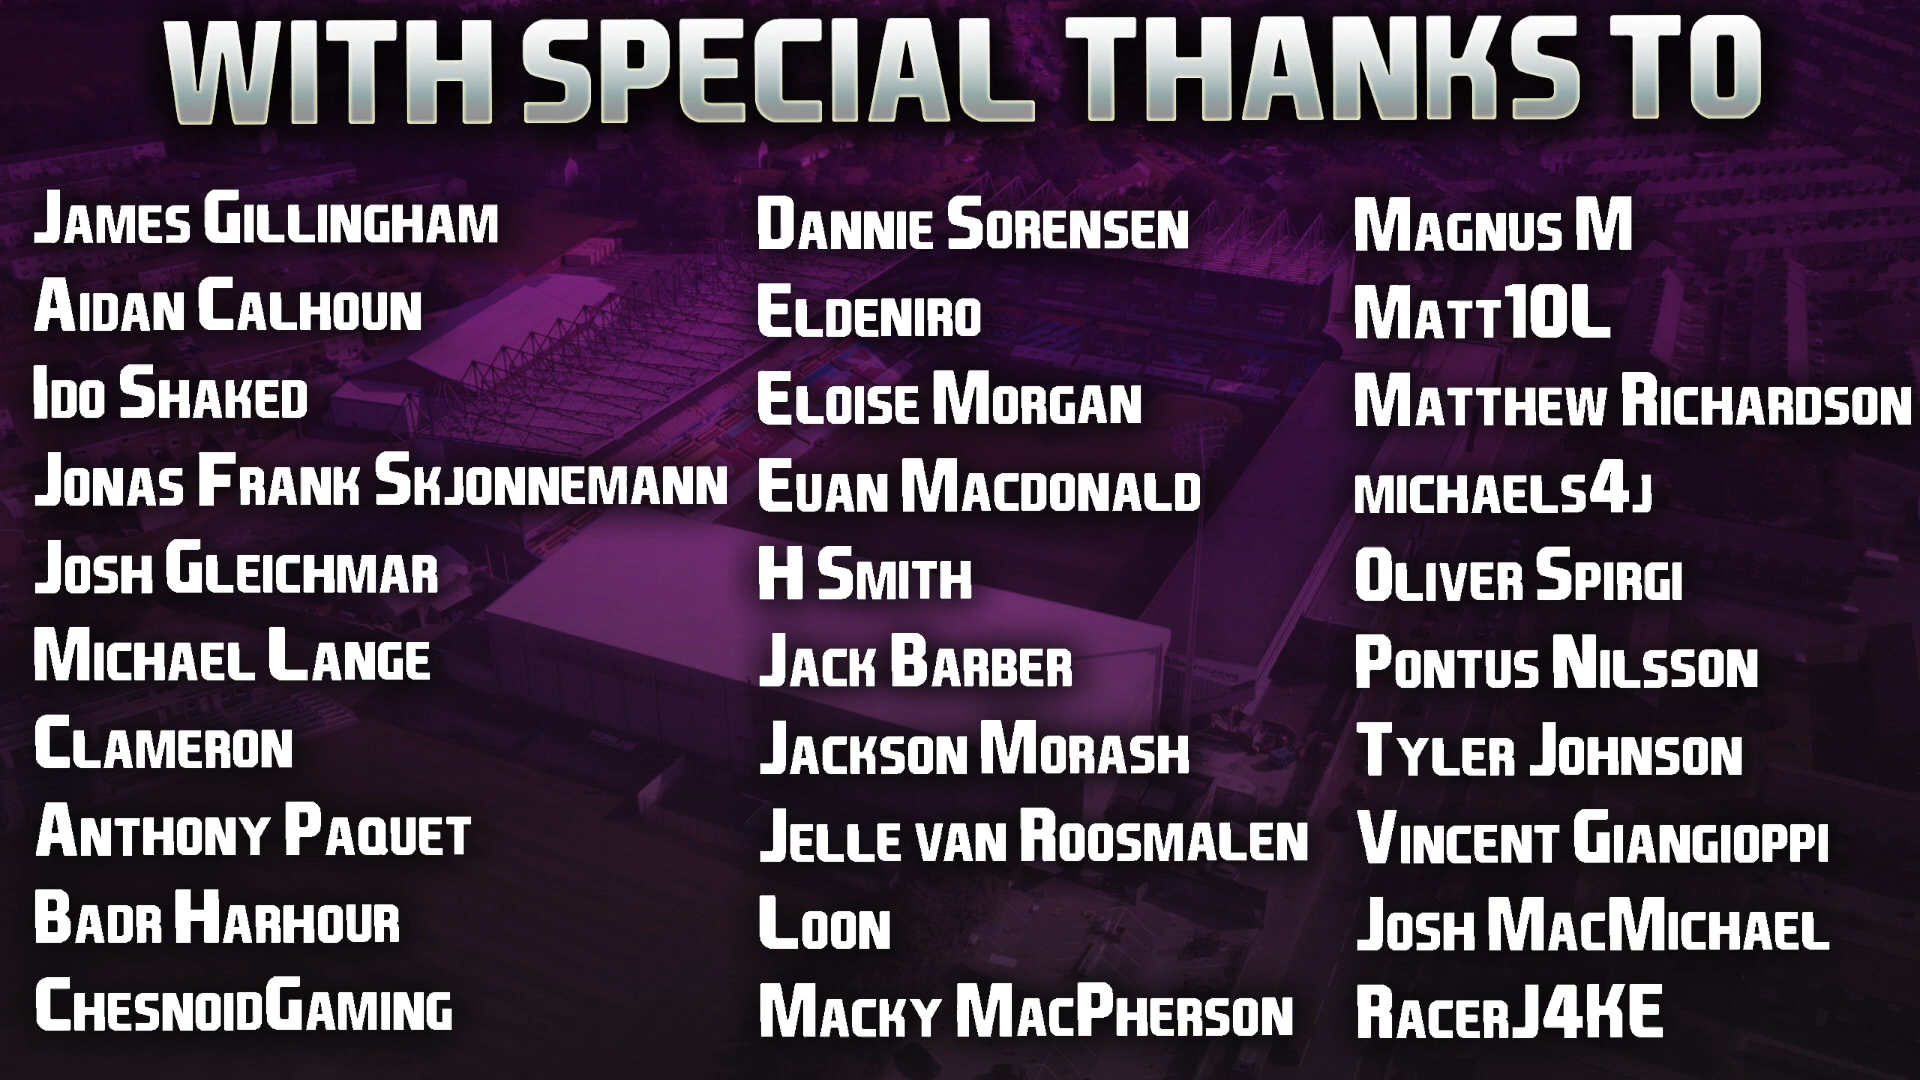 WITH SPECIAL THANKS TO
James Gillingham
Aidan Calhoun
Ido Shaked
Jonas Frank Skjonnemann
Josh Gleichmar
Michael Lange
Clameron
Anthony Paquet
Badr Harhour
ChesnoidGaming
Dannie Sorensen
Eldeniro
Eloise Morgan
Euan Macdonald
H Smith
Jack Barber
Jackson Morash
Jelle van Roosmalen
Loon
Macky MacPherson
Magnus M
Matt10L
Matthew Richardson
michaels4j
Oliver Spirgi
Pontus Nilsson
Tyler Johnson
Vincent Giangioppi
Josh MacMichael
RacerJ4KE